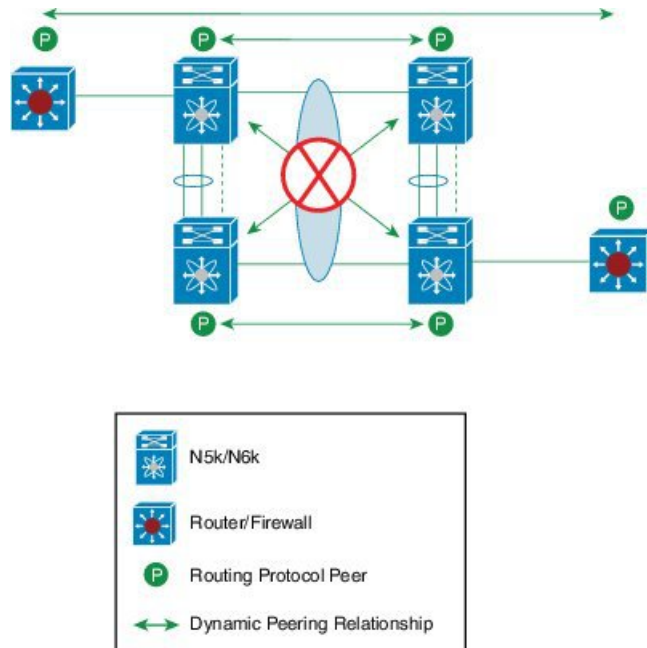 P
P
P
P
P
P
N5k/N6k
Router/Firewall
P
Routing Protocol Peer
Dynamic Peering Relationship